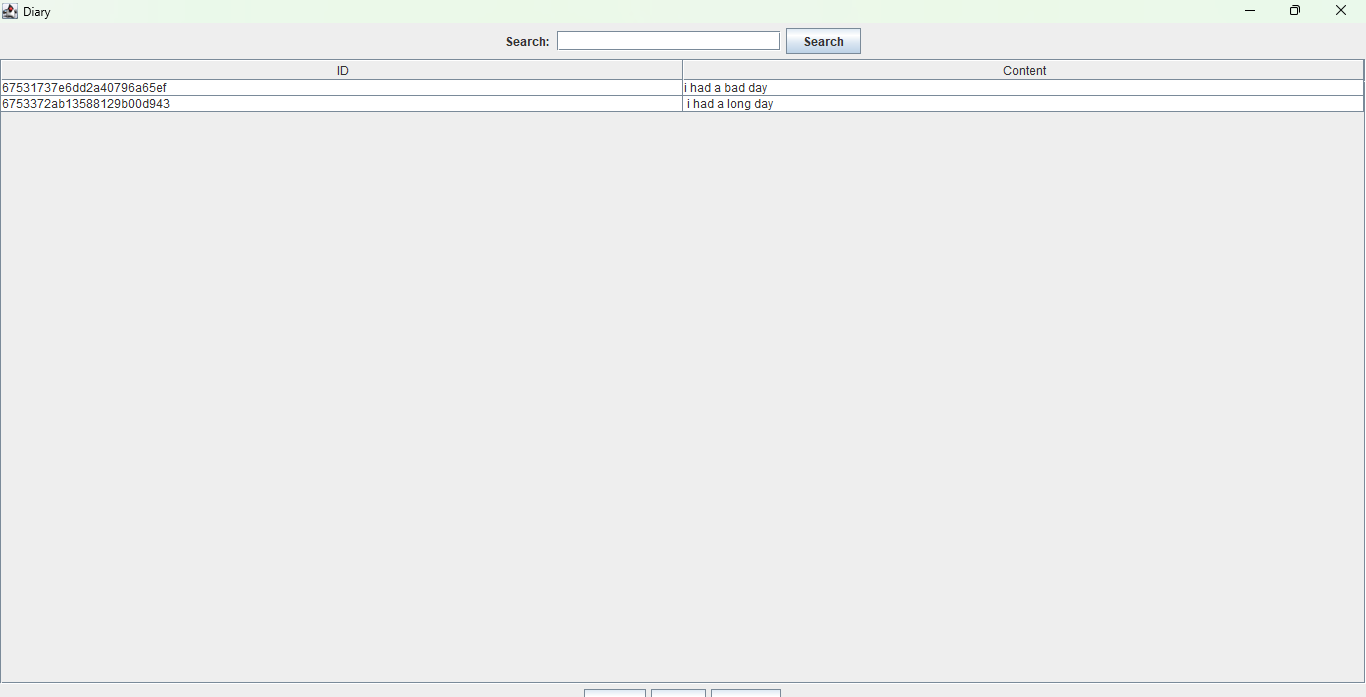 Diary
Search: Search
ID Content
67531737e6dd2a40796a65ef i had a bad day
6753372ab13588129b00d943 i had a long day